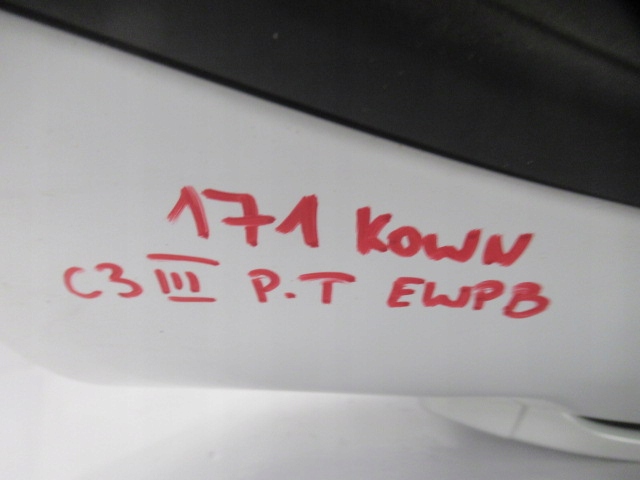 171 KOWN
C3 III P.T EWPB